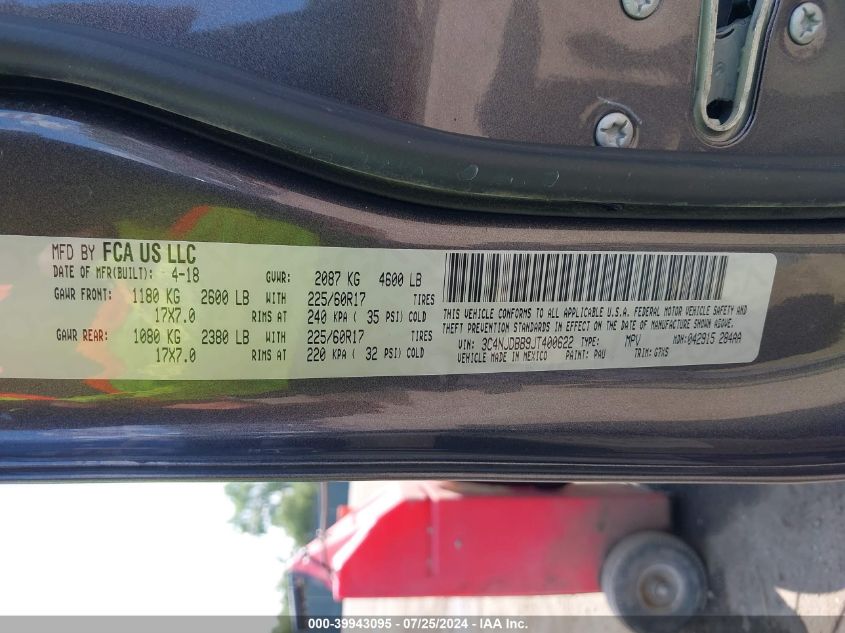 MFD BY FCA US LLC
DATE OF MFR(BUILT): 4-18 GVWR: 2087 KG 4600 LB
GAWR FRONT: 1180 KG 2600 LB WITH 225/60R17 TIRES
17X7.0 RIMS AT 240 KPA ( 35 PSI) COLD
GAWR REAR: 1080 KG 2380 LB WITH 225/60R17 TIRES
17X7.0 RIMS AT 220 KPA ( 32 PSI) COLD
THIS VEHICLE CONFORMS TO ALL APPLICABLE U.S.A. FEDERAL MOTOR VEHICLE SAFETY AND
THEFT PREVENTION STANDARDS IN EFFECT ON THE DATE OF MANUFACTURE SHOWN ABOVE.
VIN: 3C4NJDBB9JT400622 TYPE: MPV MDH: 042915 284AA
VEHICLE MADE IN MEXICO PAINT: PAU TRIM: G7XS
000-39943095 - 07/25/2024 - IAA Inc.